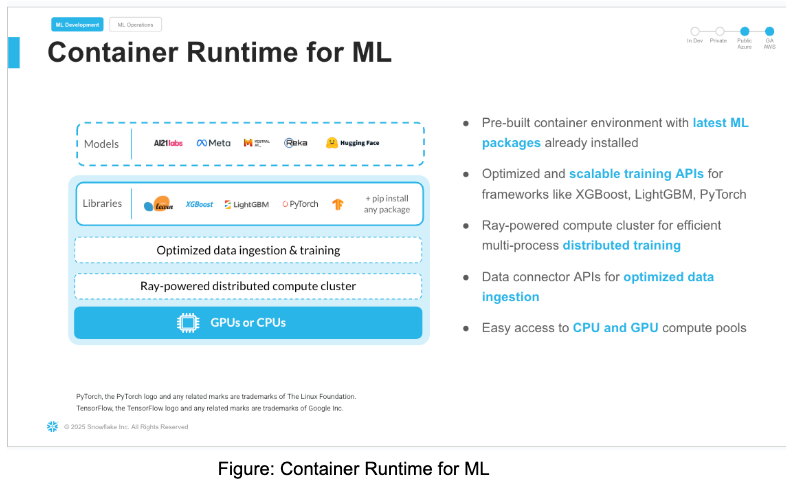 ML Development
ML Operations
Container Runtime for ML
In Dev
Private
Public
Azure
GA
AWS
Models
AI21labs
Meta
MISTRAL
AI_
Reka
Hugging Face
Libraries
learn
XGBoost
LightGBM
PyTorch
+ pip install
any package
Optimized data ingestion & training
Ray-powered distributed compute cluster
GPUs or CPUs
● Pre-built container environment with latest ML
packages already installed
● Optimized and scalable training APIs for
frameworks like XGBoost, LightGBM, PyTorch
● Ray-powered compute cluster for efficient
multi-process distributed training
● Data connector APIs for optimized data
ingestion
● Easy access to CPU and GPU compute pools
PyTorch, the PyTorch logo and any related marks are trademarks of The Linux Foundation.
TensorFlow, the TensorFlow logo and any related marks are trademarks of Google Inc.
© 2025 Snowflake Inc. All Rights Reserved
Figure: Container Runtime for ML